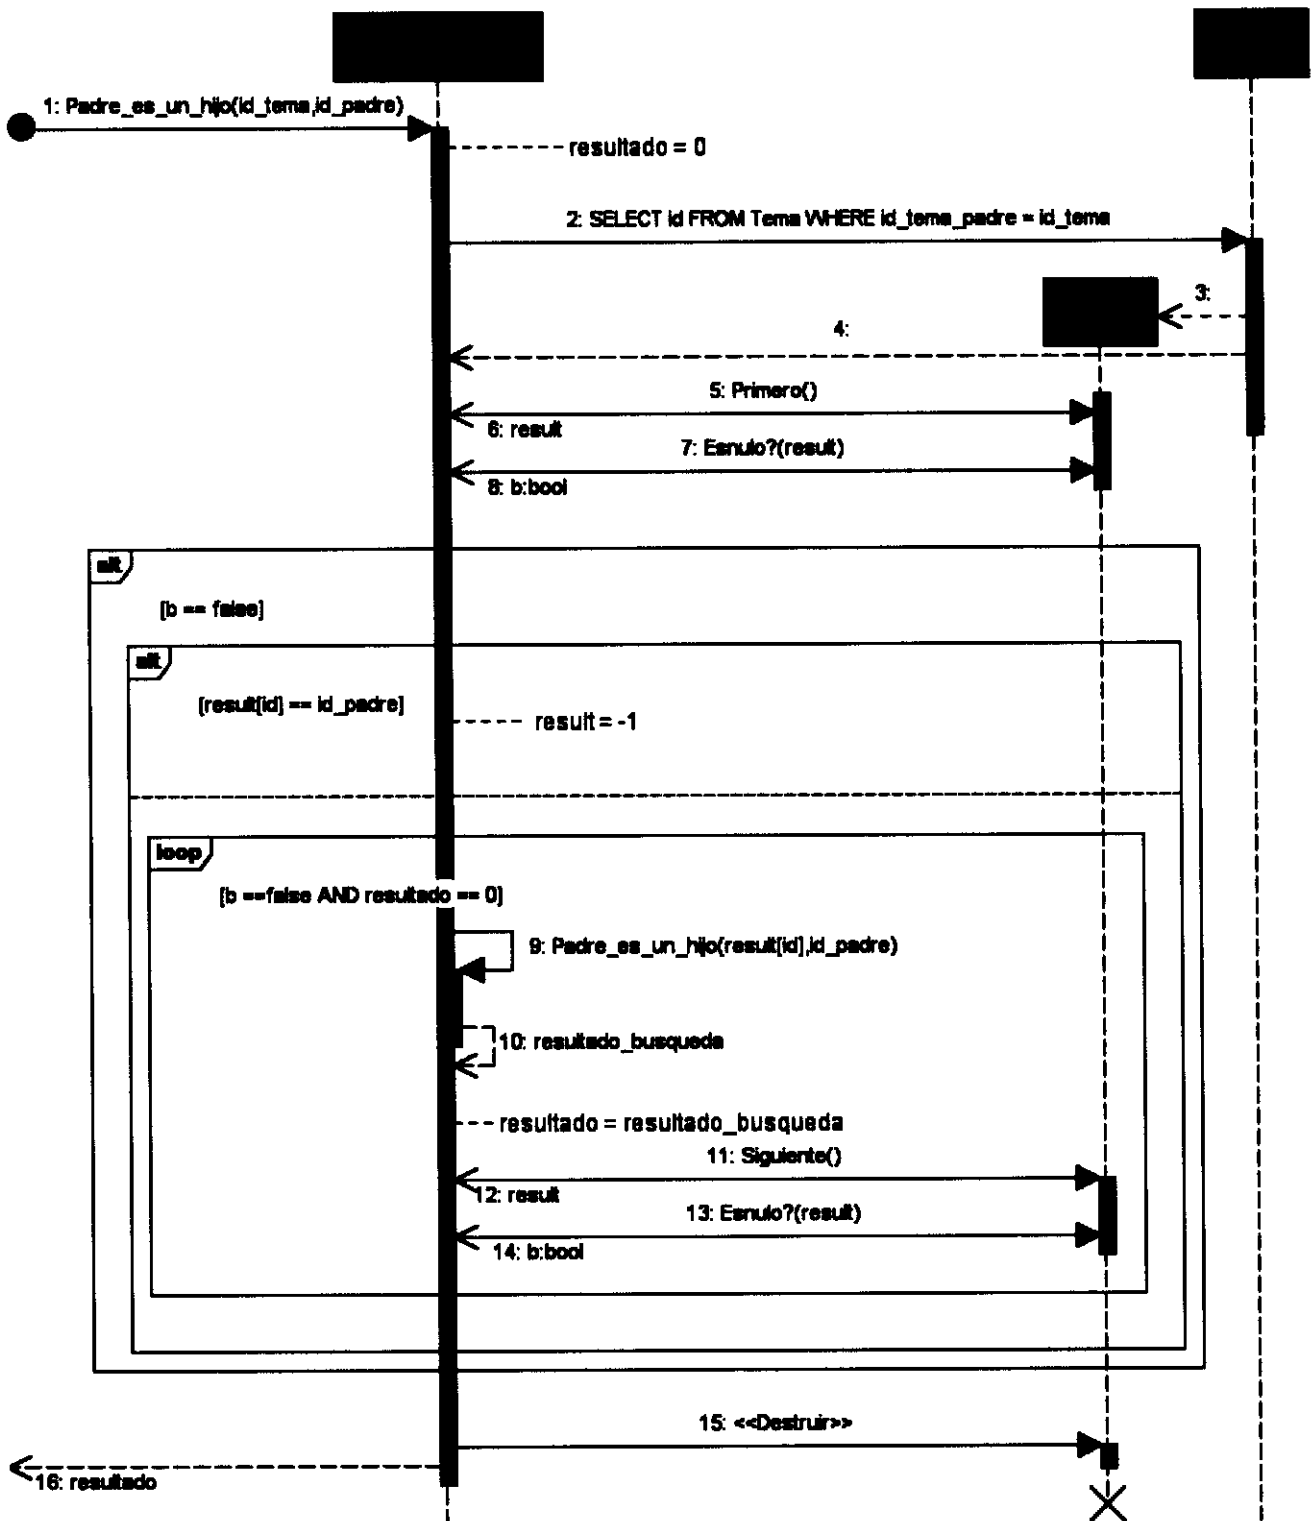 1: Padre_es_un_hijo(id_tema,id_padre)
resultado = 0
2: SELECT id FROM Tema WHERE id_tema_padre = id_tema
3:
4:
5: Primero()
6: result
7: Esnulo?(result)
8: b:bool
alt
[b == false]
alt
[result[id] == id_padre]
result = -1
loop
[b ==false AND resultado == 0]
9: Padre_es_un_hijo(result[id],id_padre)
10: resultado_busqueda
resultado = resultado_busqueda
11: Siguiente()
12: result
13: Esnulo?(result)
14: b:bool
15: <<Destruir>>
16: resultado